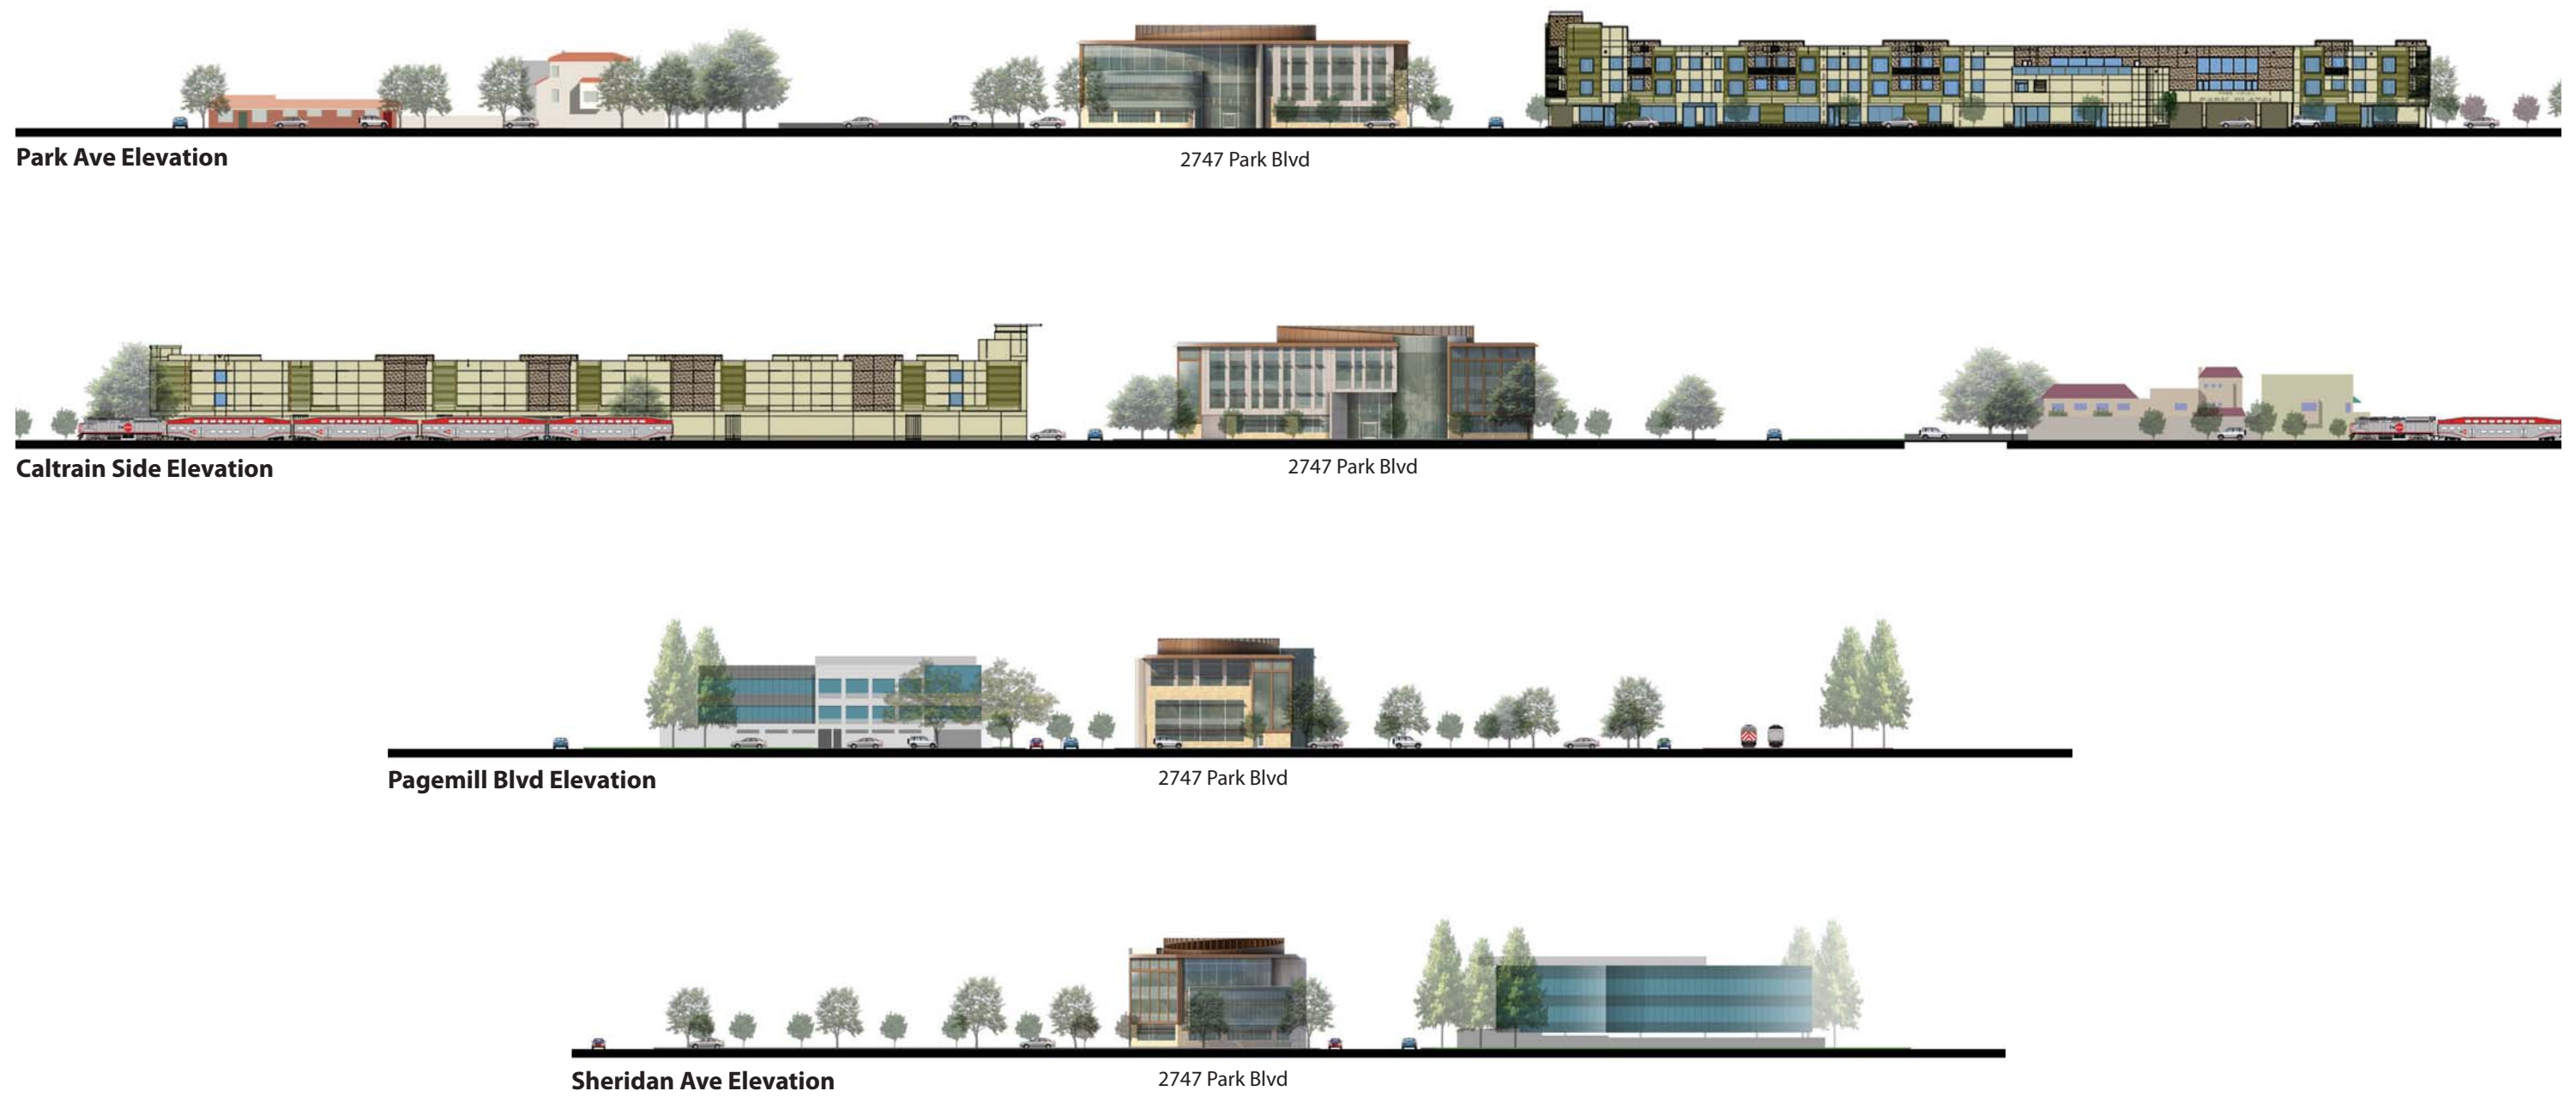 Park Ave Elevation
2747 Park Blvd
Caltrain Side Elevation
2747 Park Blvd
Pagemill Blvd Elevation
2747 Park Blvd
Sheridan Ave Elevation
2747 Park Blvd